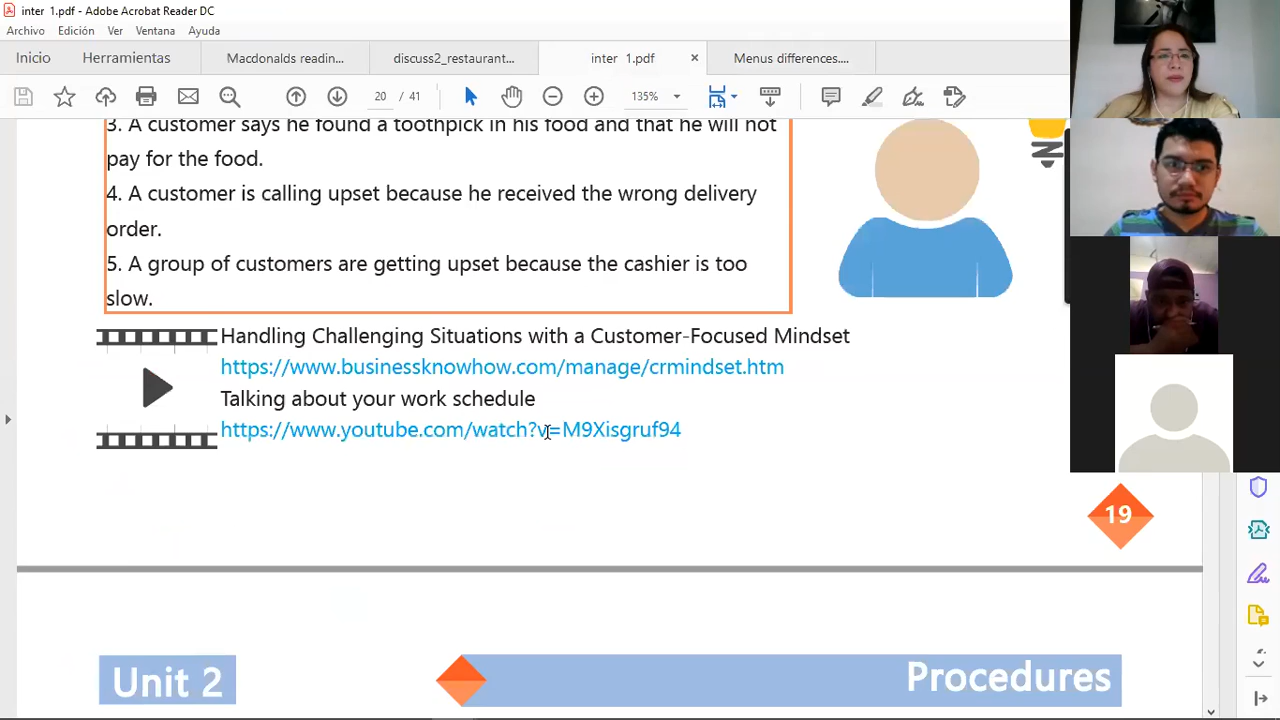 inter 1.pdf - Adobe Acrobat Reader DC
Archivo Edición Ver Ventana Ayuda
Inicio Herramientas Macdonalds readin... discuss2_restaurant... inter 1.pdf × Menus differences....
20 / 41 135%
3. A customer says he found a toothpick in his food and that he will not
pay for the food.
4. A customer is calling upset because he received the wrong delivery
order.
5. A group of customers are getting upset because the cashier is too
slow.
Handling Challenging Situations with a Customer-Focused Mindset
https://www.businessknowhow.com/manage/crmindset.htm
Talking about your work schedule
https://www.youtube.com/watch?v=M9Xisgruf94
19
Unit 2 Procedures